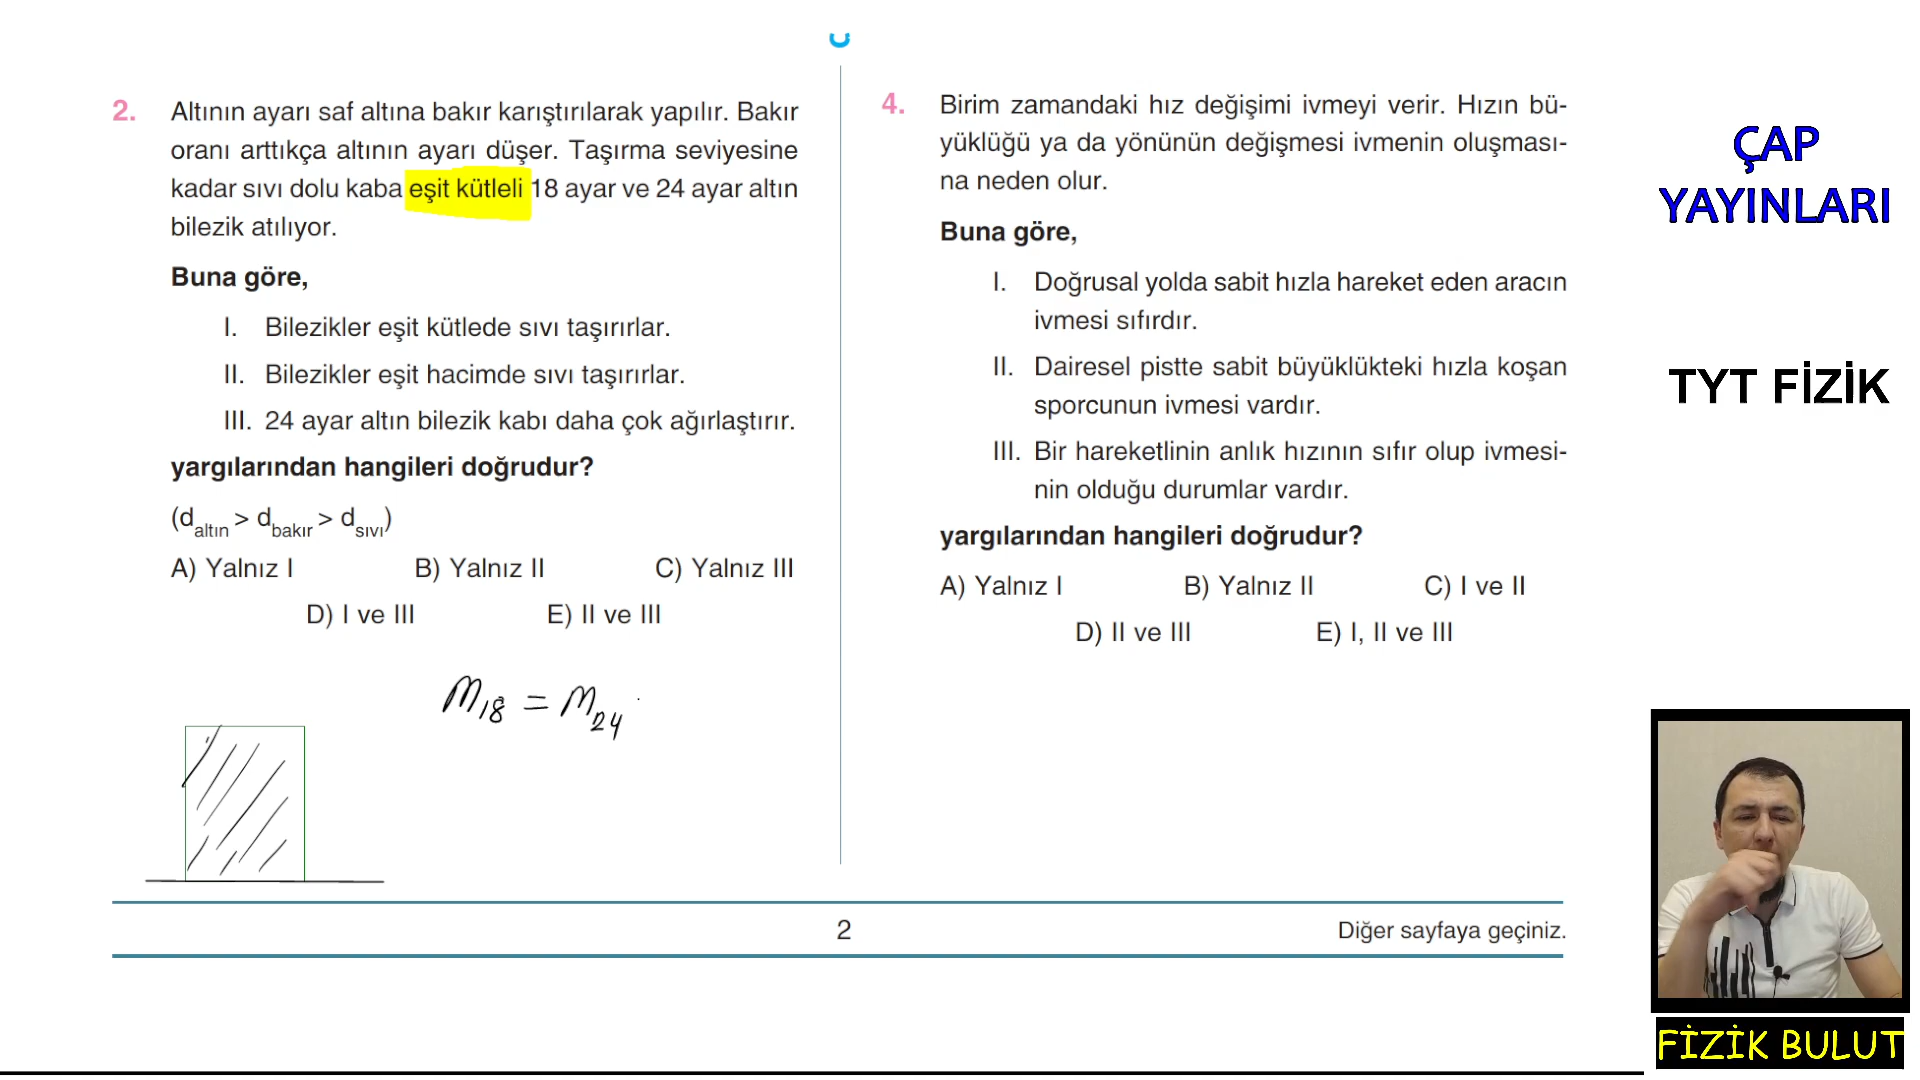 2. Altının ayarı saf altına bakır karıştırılarak yapılır. Bakır
oranı arttıkça altının ayarı düşer. Taşırma seviyesine
kadar sıvı dolu kaba eşit kütleli 18 ayar ve 24 ayar altın
bilezik atılıyor.
Buna göre,
I. Bilezikler eşit kütlede sıvı taşırırlar.
II. Bilezikler eşit hacimde sıvı taşırırlar.
III. 24 ayar altın bilezik kabı daha çok ağırlaştırır.
yargılarından hangileri doğrudur?
(d altın > d bakır > d sıvı)
A) Yalnız I B) Yalnız II C) Yalnız III
D) I ve III E) II ve III
m18 = m24
4. Birim zamandaki hız değişimi ivmeyi verir. Hızın bü-
yüklüğü ya da yönünün değişmesi ivmenin oluşması-
na neden olur.
Buna göre,
I. Doğrusal yolda sabit hızla hareket eden aracın
ivmesi sıfırdır.
II. Dairesel pistte sabit büyüklükteki hızla koşan
sporcunun ivmesi vardır.
III. Bir hareketlinin anlık hızının sıfır olup ivmesi-
nin olduğu durumlar vardır.
yargılarından hangileri doğrudur?
A) Yalnız I B) Yalnız II C) I ve II
D) II ve III E) I, II ve III
2
Diğer sayfaya geçiniz.
ÇAP
YAYINLARI
TYT FİZİK
FİZİK BULUT